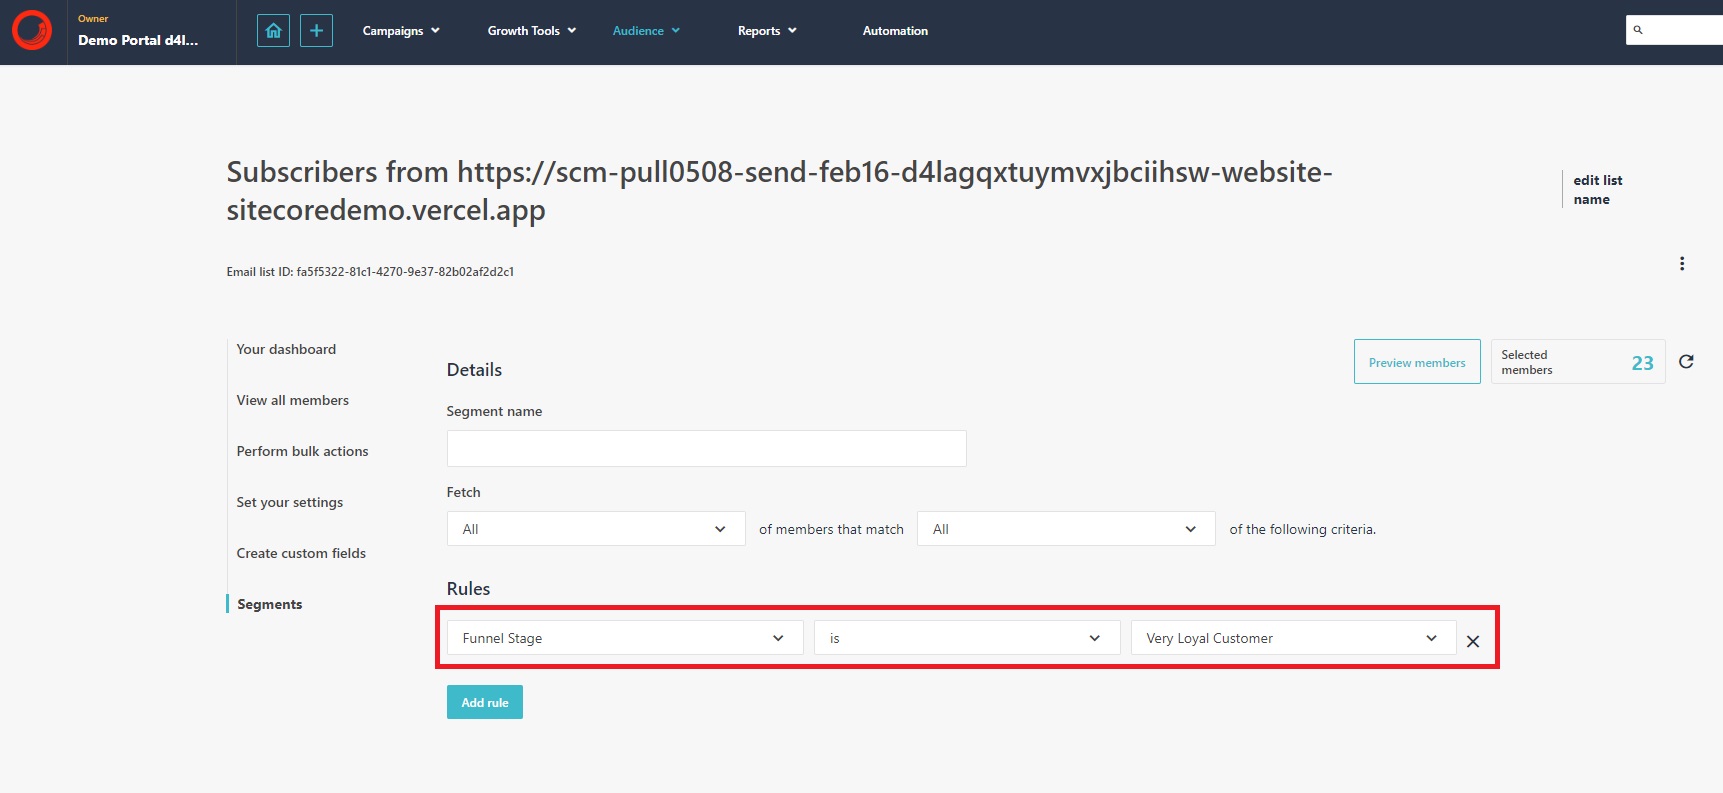 Owner
Demo Portal d4l...
Campaigns
Growth Tools
Audience
Reports
Automation
Subscribers from https://scm-pull0508-send-feb16-d4lagqxtuymvxjbciihsw-website-
sitecoredemo.vercel.app
edit list
name
Email list ID: fa5f5322-81c1-4270-9e37-82b02af2d2c1
Your dashboard
View all members
Perform bulk actions
Set your settings
Create custom fields
Segments
Details
Preview members
Selected
members
23
Segment name
Fetch
All of members that match All of the following criteria.
Rules
Funnel Stage is Very Loyal Customer
Add rule